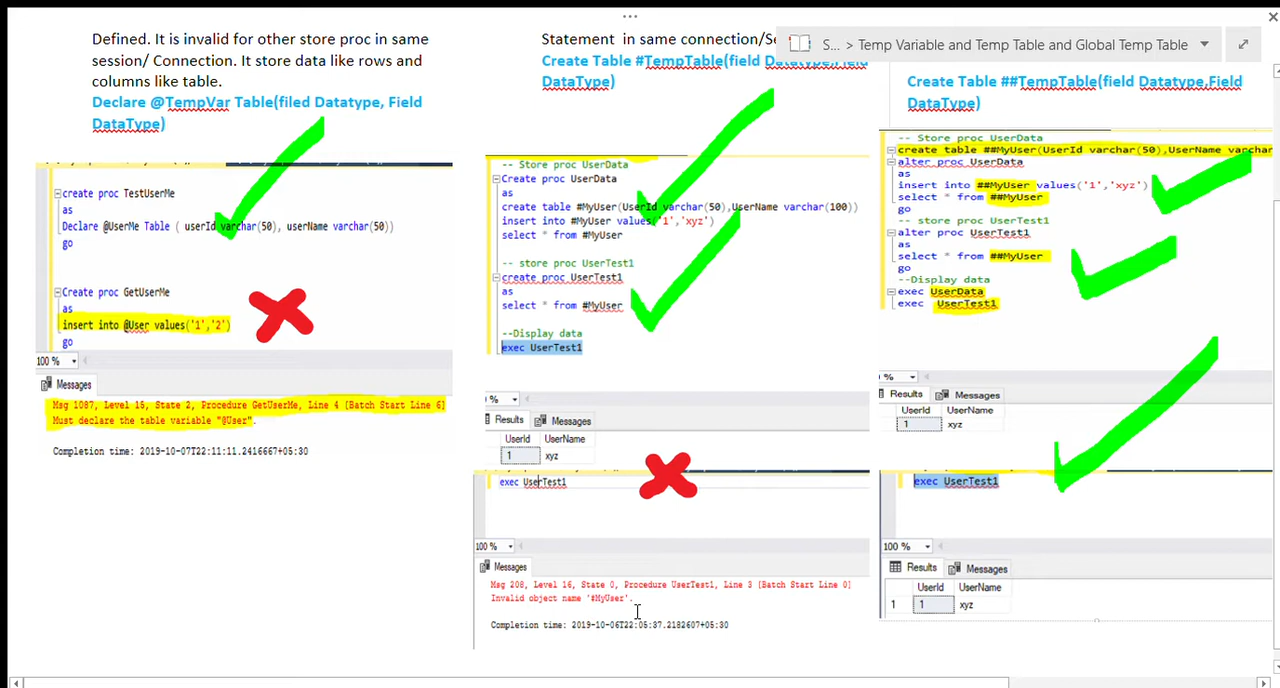 ...
S... > Temp Variable and Temp Table and Global Temp Table
Defined. It is invalid for other store proc in same
session/ Connection. It store data like rows and
columns like table.
Declare @TempVar Table(filed Datatype, Field
DataType)
create proc TestUserMe
as
Declare @UserMe Table ( userId varchar(50), userName varchar(50))
go
Create proc GetUserMe
as
insert into @User values('1','2')
go
100 %
Messages
Msg 1087, Level 15, State 2, Procedure GetUserMe, Line 4 [Batch Start Line 6]
Must declare the table variable "@User".
Completion time: 2019-10-07T22:11:11.2416667+05:30
Statement in same connection/Se
Create Table #TempTable(field Datatype,Field
DataType)
-- Store proc UserData
Create proc UserData
as
create table #MyUser(UserId varchar(50),UserName varchar(100))
insert into #MyUser values('1','xyz')
select * from #MyUser
-- store proc UserTest1
create proc UserTest1
as
select * from #MyUser
--Display data
exec UserTest1
%
Results Messages
UserId UserName
1 xyz
exec UserTest1
100 %
Messages
Msg 208, Level 16, State 0, Procedure UserTest1, Line 3 [Batch Start Line 0]
Invalid object name '#MyUser'.
Completion time: 2019-10-06T22:05:37.2182607+05:30
Create Table ##TempTable(field Datatype,Field
DataType)
-- Store proc UserData
create table ##MyUser(UserId varchar(50),UserName varchar
alter proc UserData
as
insert into ##MyUser values('1','xyz')
select * from ##MyUser
go
-- store proc UserTest1
alter proc UserTest1
as
select * from ##MyUser
go
--Display data
exec UserData
exec UserTest1
%
Results Messages
UserId UserName
1 xyz
exec UserTest1
100 %
Results Messages
UserId UserName
1 1 xyz